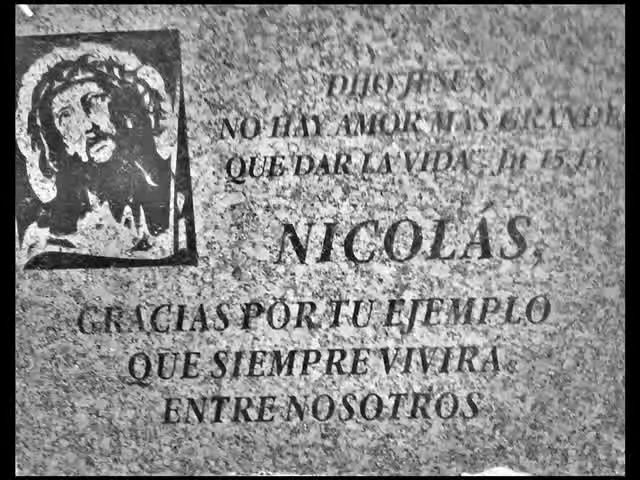 DIJO JESUS
NO HAY AMOR MAS GRANDE
QUE DAR LA VIDA" Jn 15,13
NICOLÁS,
GRACIAS POR TU EJEMPLO
QUE SIEMPRE VIVIRA
ENTRE NOSOTROS